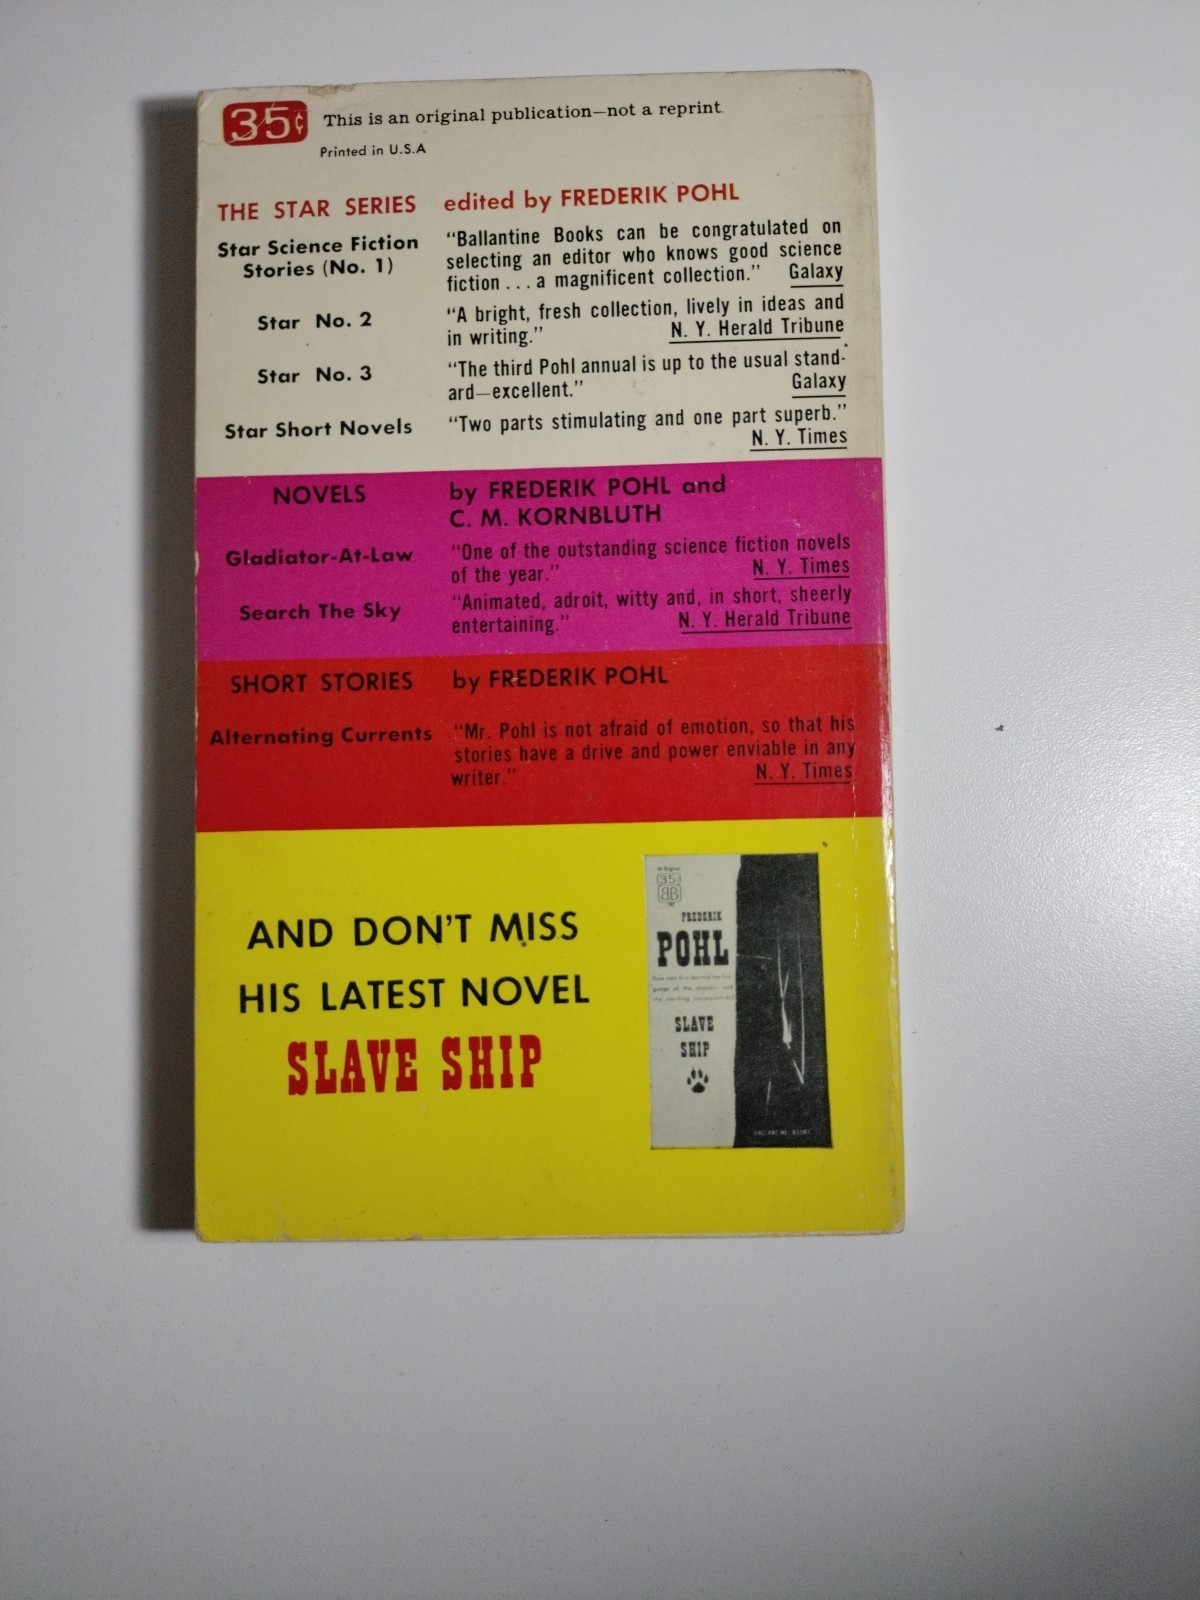 35¢ This is an original publication—not a reprint
Printed in U.S.A
THE STAR SERIES edited by FREDERIK POHL
Star Science Fiction
Stories (No. 1)
"Ballantine Books can be congratulated on
selecting an editor who knows good science
fiction . . . a magnificent collection." Galaxy
Star No. 2
"A bright, fresh collection, lively in ideas and
in writing." N. Y. Herald Tribune
Star No. 3
"The third Pohl annual is up to the usual stand-
ard—excellent." Galaxy
Star Short Novels
"Two parts stimulating and one part superb."
N. Y. Times
NOVELS
by FREDERIK POHL and
C. M. KORNBLUTH
Gladiator-At-Law
"One of the outstanding science fiction novels
of the year." N. Y. Times
Search The Sky
"Animated, adroit, witty and, in short, sheerly
entertaining." N. Y. Herald Tribune
SHORT STORIES by FREDERIK POHL
Alternating Currents
"Mr. Pohl is not afraid of emotion, so that his
stories have a drive and power enviable in any
writer." N. Y. Times
AND DON'T MISS
HIS LATEST NOVEL
SLAVE SHIP
35¢
BB
FREDERIK
POHL
SLAVE
SHIP
BALLANTINE BOOKS